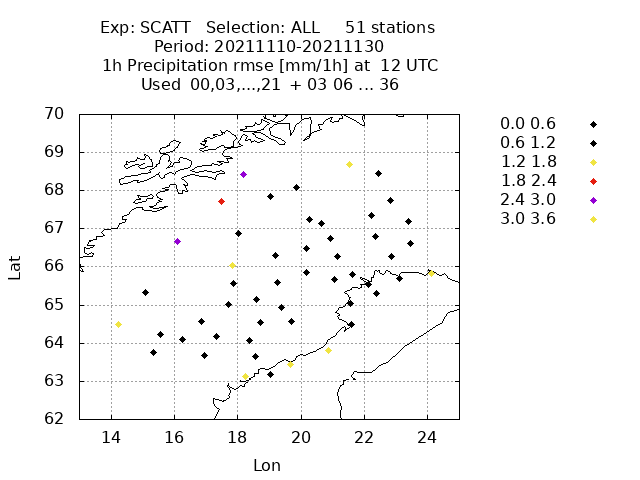 Exp: SCATT Selection: ALL 51 stations
Period: 20211110-20211130
1h Precipitation rmse [mm/1h] at 12 UTC
Used 00,03,...,21 + 03 06 ... 36
70
69
68
67
66
65
64
63
62
14 16 18 20 22 24
Lat
Lon
0.0 0.6
0.6 1.2
1.2 1.8
1.8 2.4
2.4 3.0
3.0 3.6